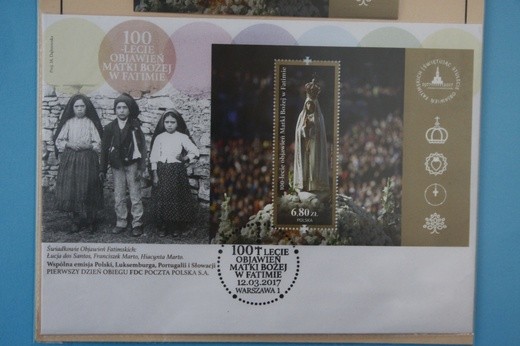 100
-LECIE
OBJAWIEŃ
MATKI BOŻEJ
W FATIMIE
100-lecie objawień Matki Bożej w Fatimie
6,80 ZŁ
POLSKA
Świadkowie Objawień Fatimskich:
Łucja dos Santos, Franciszek Marto, Hiacynta Marto.
Wspólna emisja Polski, Luksemburga, Portugalii i Słowacji
PIERWSZY DZIEŃ OBIEGU FDC POCZTA POLSKA S.A.
100 LECIE
OBJAWIEŃ
MATKI BOŻEJ
W FATIMIE
12.03.2017
WARSZAWA 1